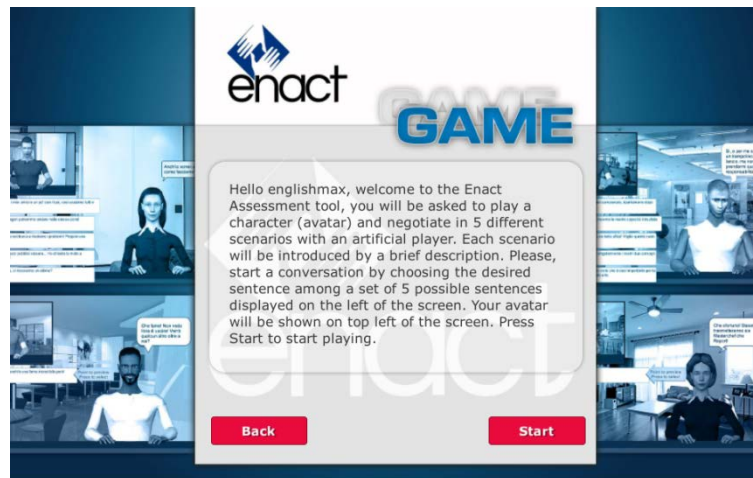 enact
GAME
Hello englishmax, welcome to the Enact
Assessment tool, you will be asked to play a
character (avatar) and negotiate in 5 different
scenarios with an artificial player. Each scenario
will be introduced by a brief description. Please,
start a conversation by choosing the desired
sentence among a set of 5 possible sentences
displayed on the left of the screen. Your avatar
will be shown on top left of the screen. Press
Start to start playing.
enact
Back
Start